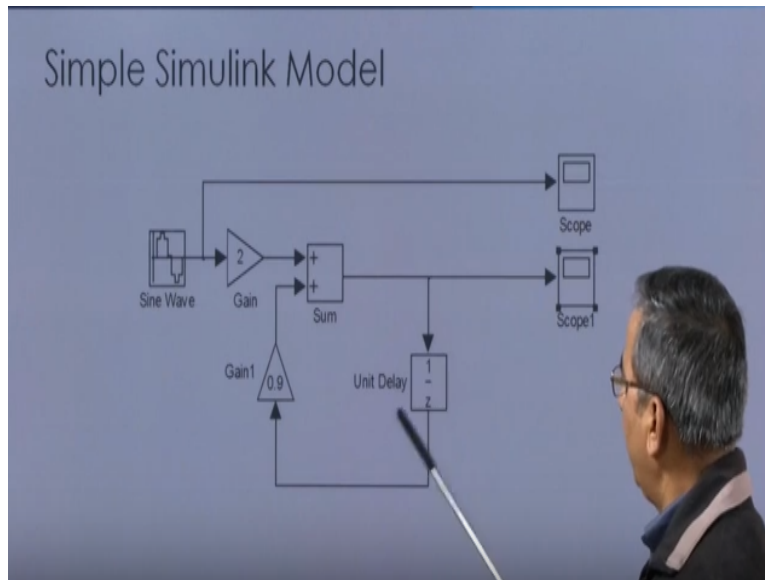 Simple Simulink Model
Scope
2
+
Sine Wave
Gain
+
Sum
Scope1
Gain1
0.9
Unit Delay
1
-
z